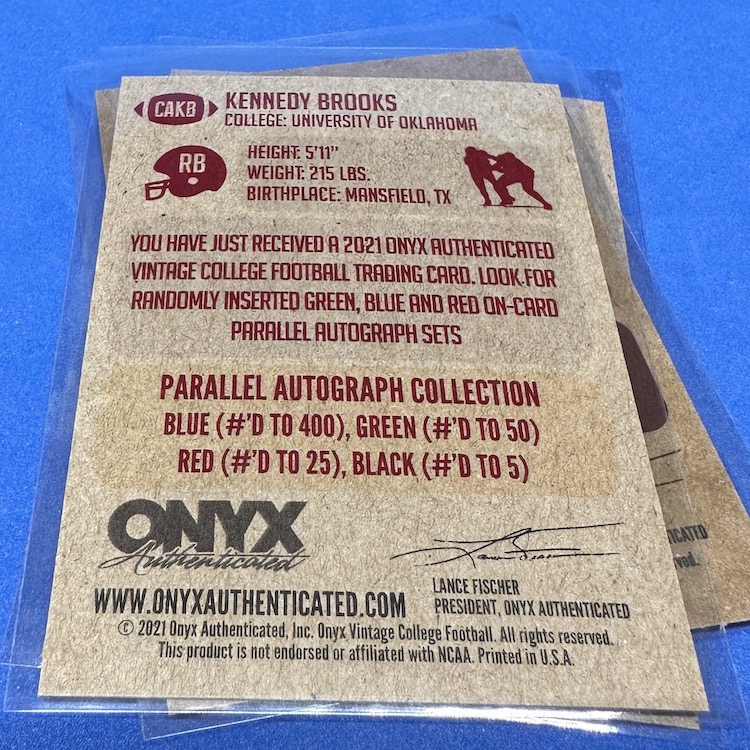 CAKB
KENNEDY BROOKS
COLLEGE: UNIVERSITY OF OKLAHOMA
RB
HEIGHT: 5'11"
WEIGHT: 215 LBS.
BIRTHPLACE: MANSFIELD, TX
YOU HAVE JUST RECEIVED A 2021 ONYX AUTHENTICATED
VINTAGE COLLEGE FOOTBALL TRADING CARD. LOOK FOR
RANDOMLY INSERTED GREEN, BLUE AND RED ON-CARD
PARALLEL AUTOGRAPH SETS
PARALLEL AUTOGRAPH COLLECTION
BLUE (#'D TO 400), GREEN (#'D TO 50)
RED (#'D TO 25), BLACK (#'D TO 5)
ONYX
Authenticated
LANCE FISCHER
PRESIDENT, ONYX AUTHENTICATED
WWW.ONYXAUTHENTICATED.COM
© 2021 Onyx Authenticated, Inc. Onyx Vintage College Football. All rights reserved.
This product is not endorsed or affiliated with NCAA. Printed in U.S.A.